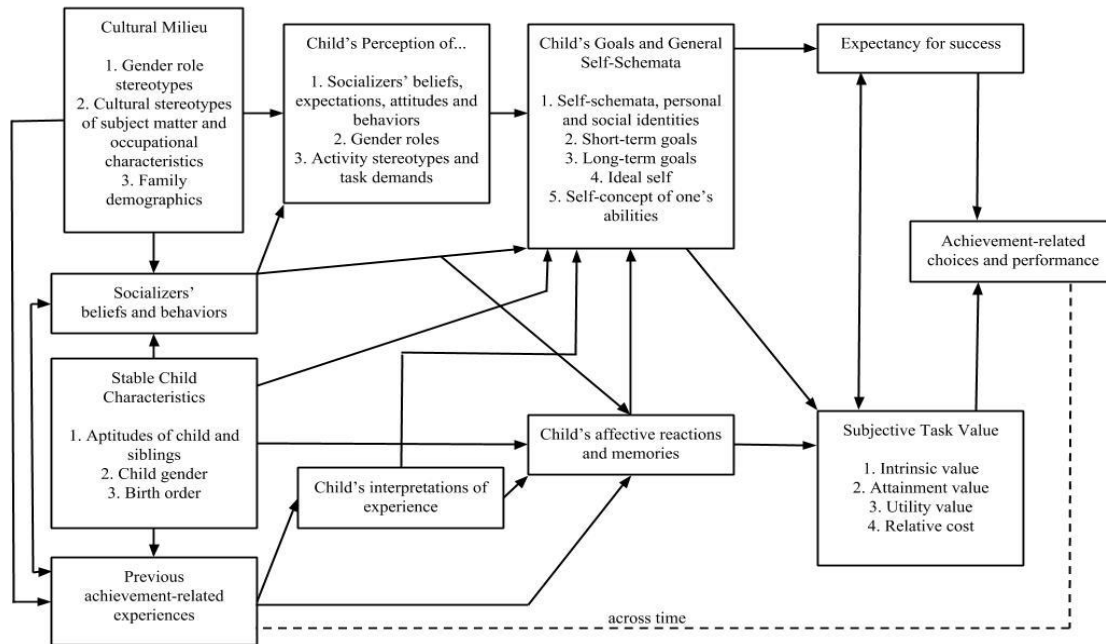 Cultural Milieu
1. Gender role
stereotypes
2. Cultural stereotypes
of subject matter and
occupational
characteristics
3. Family
demographics
Child's Perception of...
1. Socializers' beliefs,
expectations, attitudes and
behaviors
2. Gender roles
3. Activity stereotypes and
task demands
Child's Goals and General
Self-Schemata
1. Self-schemata, personal
and social identities
2. Short-term goals
3. Long-term goals
4. Ideal self
5. Self-concept of one's
abilities
Expectancy for success
Achievement-related
choices and performance
Socializers'
beliefs and behaviors
Stable Child
Characteristics
1. Aptitudes of child and
siblings
2. Child gender
3. Birth order
Child's interpretations of
experience
Child's affective reactions
and memories
Subjective Task Value
1. Intrinsic value
2. Attainment value
3. Utility value
4. Relative cost
Previous
achievement-related
experiences
across time